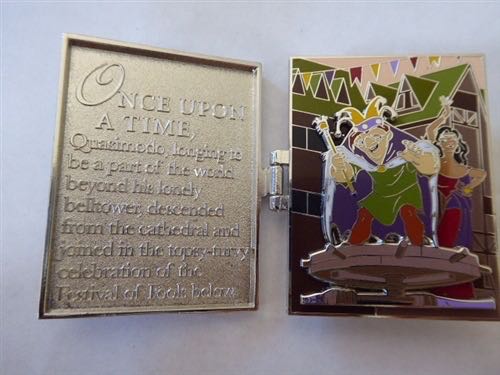 ONCE UPON
A TIME,
Quasimodo, longing to
be a part of the world
beyond his lonely
belltower, descended
from the cathedral and
joined in the topsy-turvy
celebration of the
Festival of Fools below.